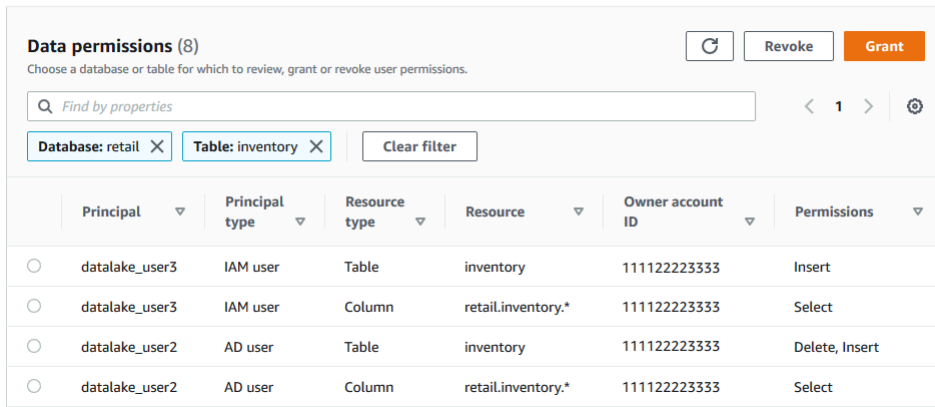 Data permissions (8)
Revoke
Grant
Choose a database or table for which to review, grant or revoke user permissions.
Find by properties
1
Database: retail
Table: inventory
Clear filter
Principal Principal type Resource type Resource Owner account ID Permissions
datalake_user3 IAM user Table inventory 111122223333 Insert
datalake_user3 IAM user Column retail.inventory.* 111122223333 Select
datalake_user2 AD user Table inventory 111122223333 Delete, Insert
datalake_user2 AD user Column retail.inventory.* 111122223333 Select